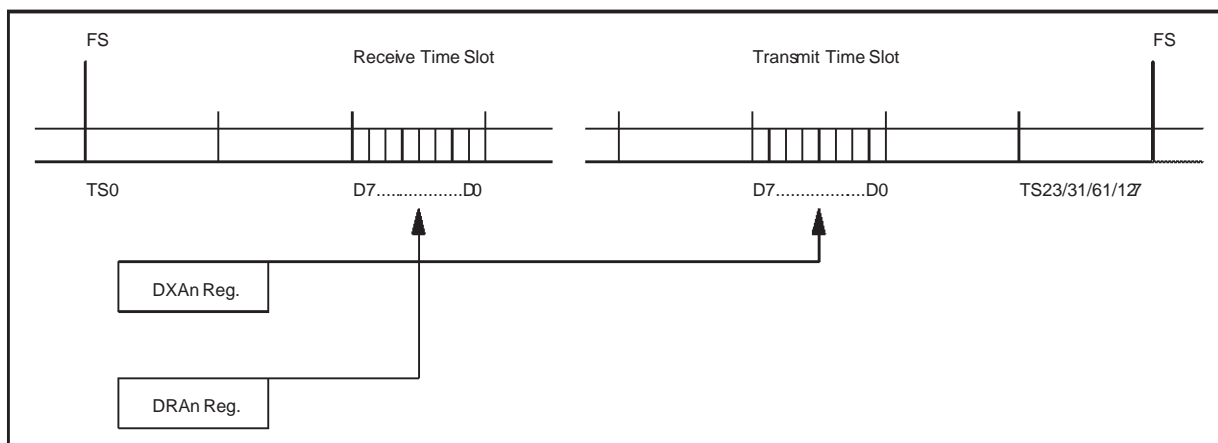 FS FS
Receive Time Slot Transmit Time Slot
TS0 D7..................D0 D7..................D0 TS23/31/61/127
DXAn Reg.
DRAn Reg.